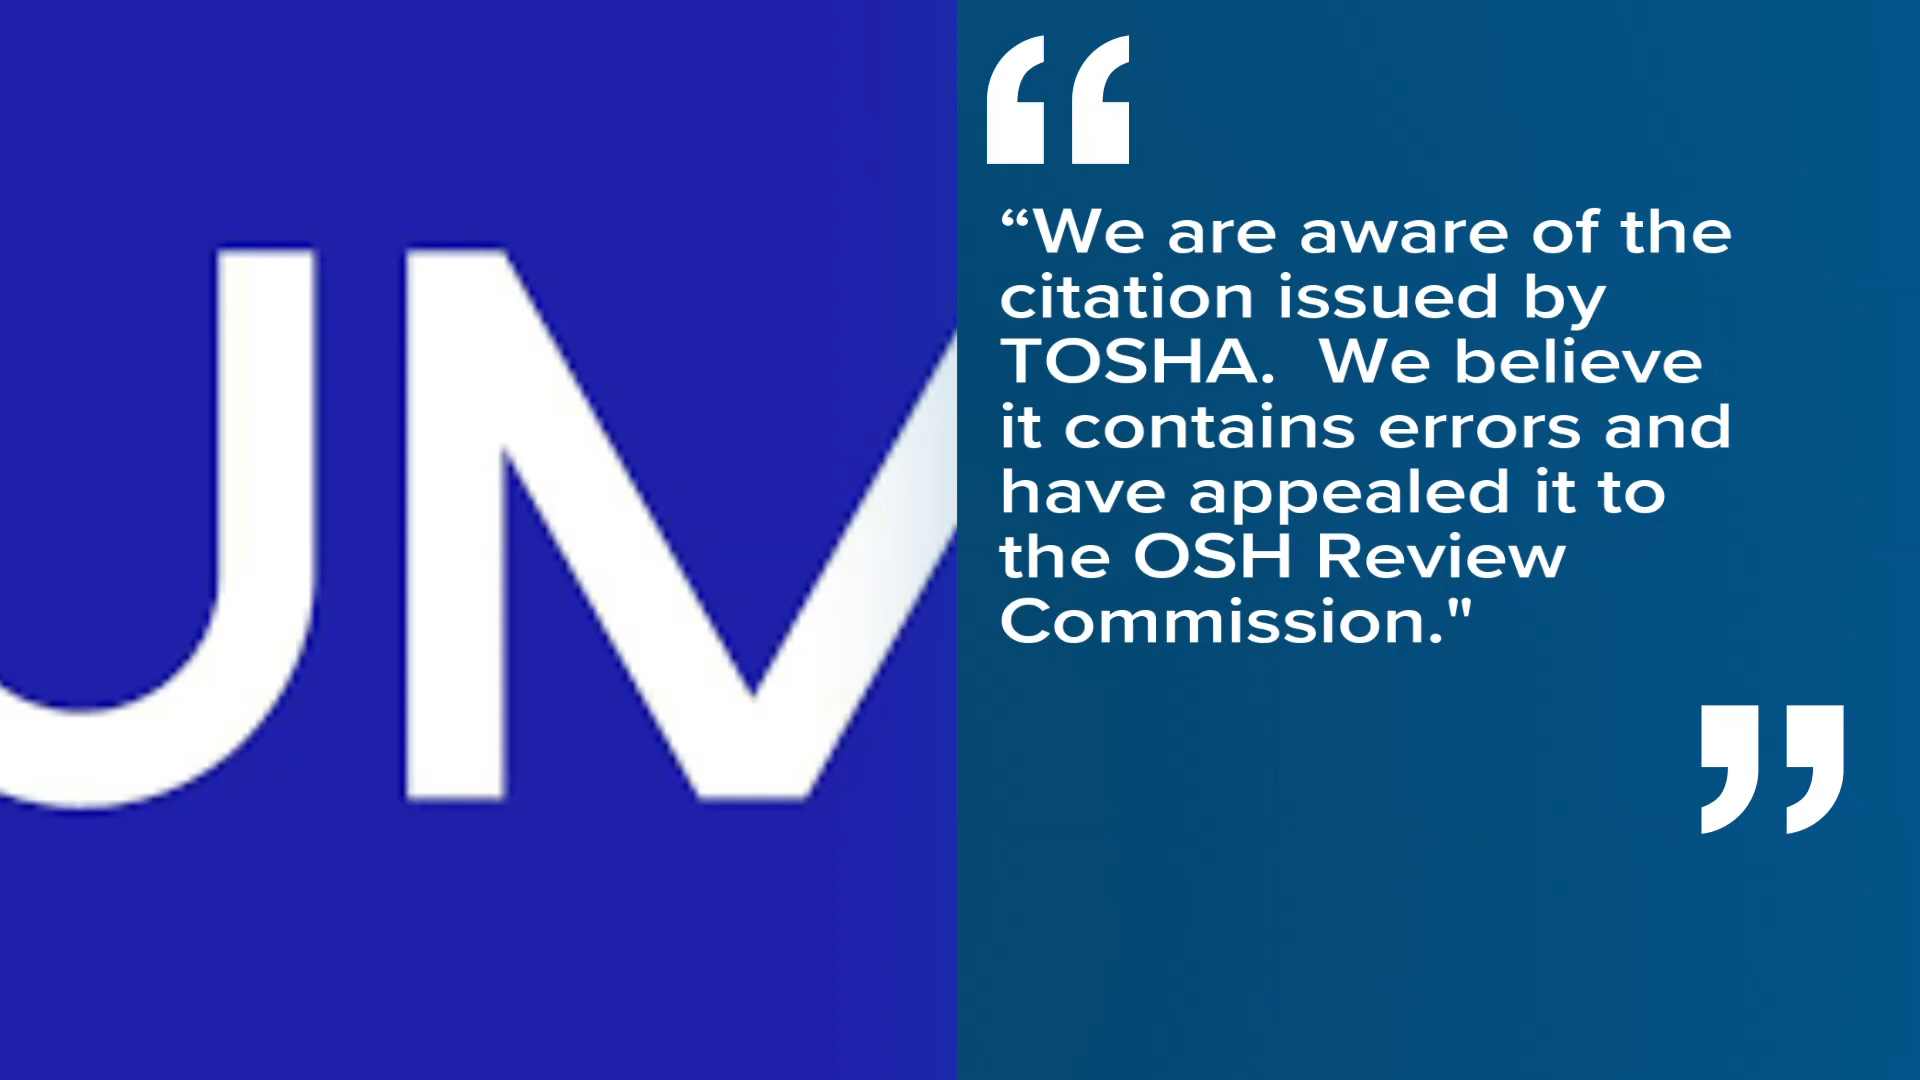 UM
“We are aware of the
citation issued by
TOSHA.  We believe
it contains errors and
have appealed it to
the OSH Review
Commission."